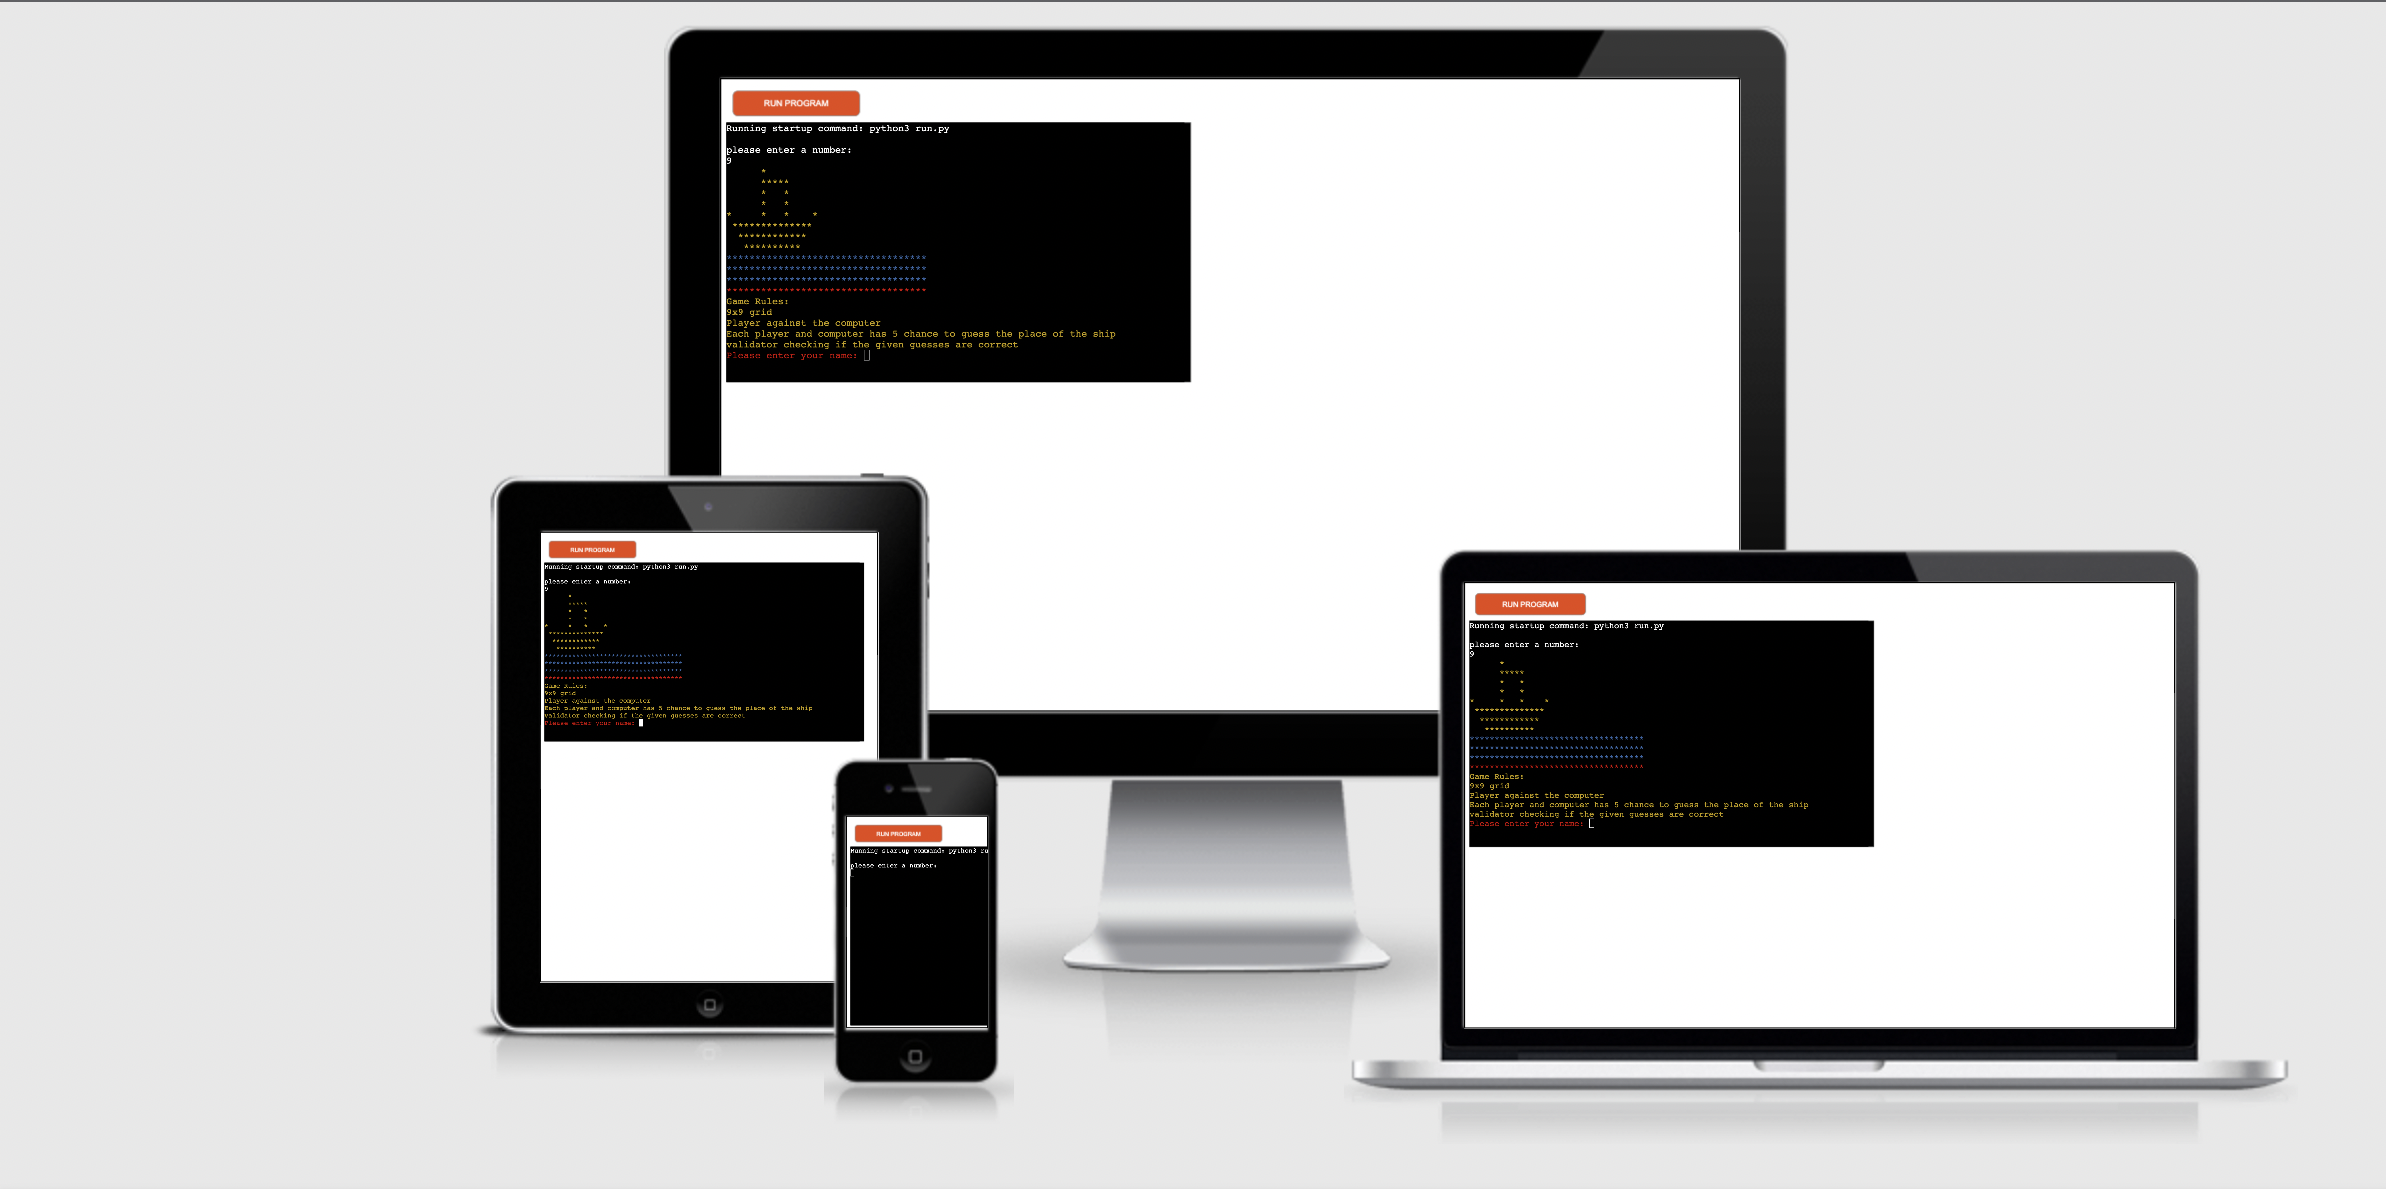 RUN PROGRAM
Running startup command: python3 run.py
please enter a number:
9
*
*****
*   *
*   *
*     *   *    *
**************
************
**********
***********************************
***********************************
***********************************
***********************************
Game Rules:
9x9 grid
Player against the computer
Each player and computer has 5 chance to guess the place of the ship
validator checking if the given guesses are correct
Please enter your name:
RUN PROGRAM
Running startup command: python3 run.py
please enter a number:
9
*
*****
*   *
*   *
*     *   *    *
**************
************
**********
***********************************
***********************************
***********************************
***********************************
Game Rules:
9x9 grid
Player against the computer
Each player and computer has 5 chance to guess the place of the ship
validator checking if the given guesses are correct
Please enter your name:
RUN PROGRAM
Running startup command: python3 ru
please enter a number:
RUN PROGRAM
Running startup command: python3 run.py
please enter a number:
9
*
*****
*   *
*   *
*     *   *    *
**************
************
**********
***********************************
***********************************
***********************************
***********************************
Game Rules:
9x9 grid
Player against the computer
Each player and computer has 5 chance to guess the place of the ship
validator checking if the given guesses are correct
Please enter your name: